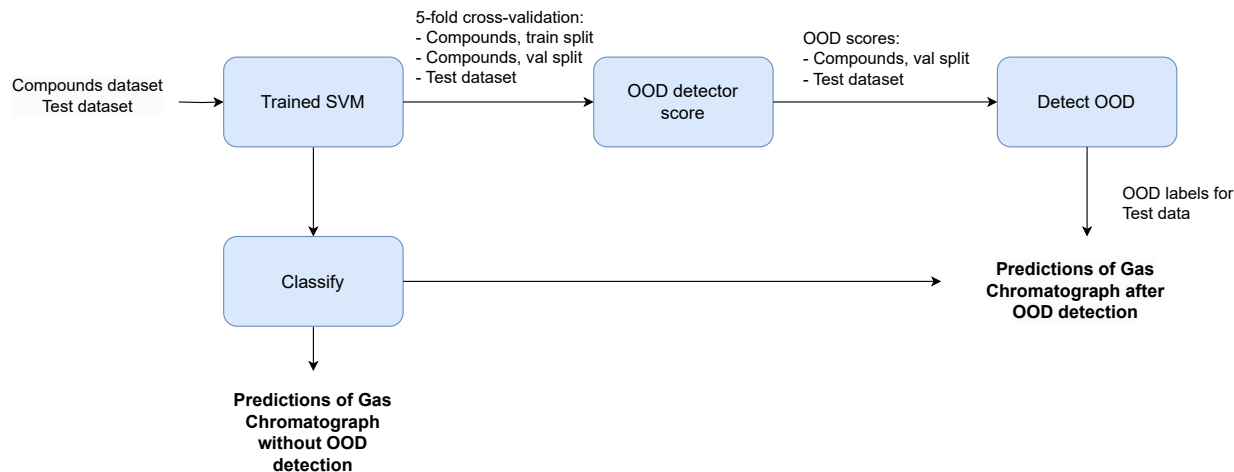 5-fold cross-validation:
- Compounds, train split
- Compounds, val split
- Test dataset
OOD scores:
- Compounds, val split
- Test dataset
Compounds dataset
Test dataset
Trained SVM
OOD detector
score
Detect OOD
OOD labels for
Test data
Classify
Predictions of Gas
Chromatograph after
OOD detection
Predictions of Gas
Chromatograph
without OOD
detection